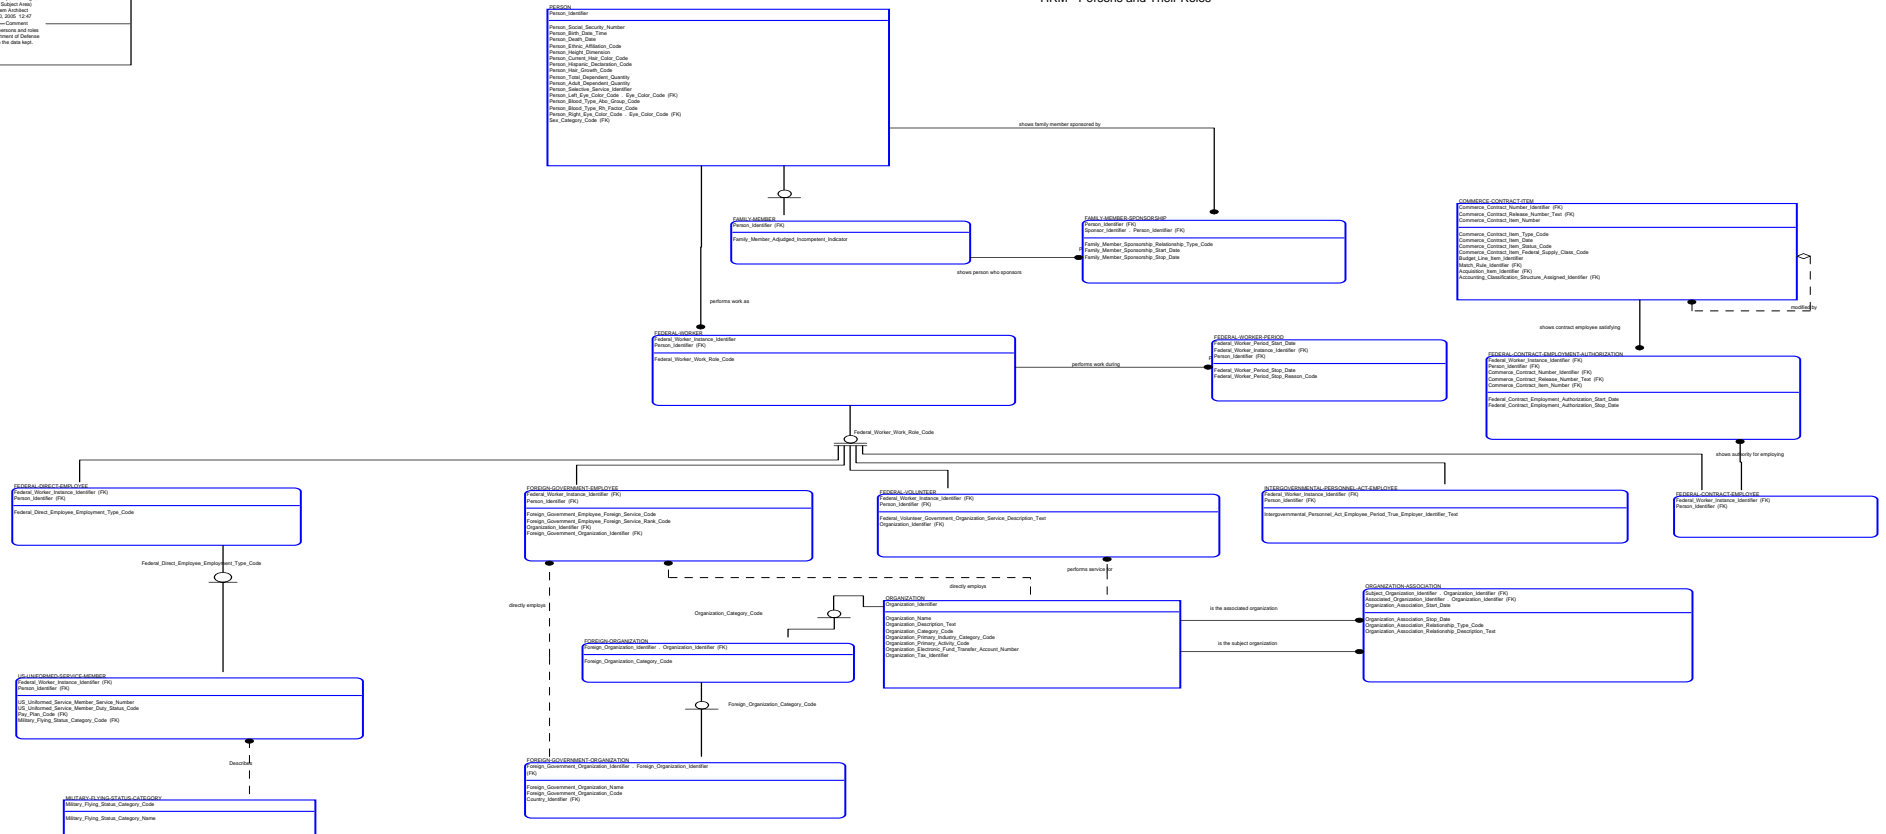 Subject Area)
em Architect
0, 2005 12:47
Comment
ersons and roles
ment of Defense
n the data kept.
HRM - Persons and Their Roles
PERSON
Person_Identifier
Person_Social_Security_Number
Person_Birth_Date_Time
Person_Death_Date
Person_Ethnic_Affiliation_Code
Person_Height_Dimension
Person_Current_Hair_Color_Code
Person_Hispanic_Declaration_Code
Person_Hair_Growth_Code
Person_Total_Dependent_Quantity
Person_Adult_Dependent_Quantity
Person_Selective_Service_Identifier
Person_Left_Eye_Color_Code . Eye_Color_Code (FK)
Person_Blood_Type_Abo_Group_Code
Person_Blood_Type_Rh_Factor_Code
Person_Right_Eye_Color_Code . Eye_Color_Code (FK)
Sex_Category_Code (FK)
shows family member sponsored by
FAMILY-MEMBER
Person_Identifier (FK)
Family_Member_Adjudged_Incompetent_Indicator
FAMILY-MEMBER-SPONSORSHIP
Person_Identifier (FK)
Sponsor_Identifier . Person_Identifier (FK)
Family_Member_Sponsorship_Relationship_Type_Code
Family_Member_Sponsorship_Start_Date
Family_Member_Sponsorship_Stop_Date
P
shows person who sponsors
COMMERCE-CONTRACT-ITEM
Commerce_Contract_Number_Identifier (FK)
Commerce_Contract_Release_Number_Text (FK)
Commerce_Contract_Item_Number
Commerce_Contract_Item_Type_Code
Commerce_Contract_Item_Date
Commerce_Contract_Item_Status_Code
Commerce_Contract_Item_Federal_Supply_Class_Code
Budget_Line_Item_Identifier
Match_Rule_Identifier (FK)
Acquisition_Item_Identifier (FK)
Accounting_Classification_Structure_Assigned_Identifier (FK)
modified by
performs work as
shows contract employee satisfying
FEDERAL-WORKER
Federal_Worker_Instance_Identifier
Person_Identifier (FK)
Federal_Worker_Work_Role_Code
performs work during
FEDERAL-WORKER-PERIOD
Federal_Worker_Period_Start_Date
Federal_Worker_Instance_Identifier (FK)
Person_Identifier (FK)
Federal_Worker_Period_Stop_Date
Federal_Worker_Period_Stop_Reason_Code
P
FEDERAL-CONTRACT-EMPLOYMENT-AUTHORIZATION
Federal_Worker_Instance_Identifier (FK)
Person_Identifier (FK)
Commerce_Contract_Number_Identifier (FK)
Commerce_Contract_Release_Number_Text (FK)
Commerce_Contract_Item_Number (FK)
Federal_Contract_Employment_Authorization_Start_Date
Federal_Contract_Employment_Authorization_Stop_Date
Federal_Worker_Work_Role_Code
shows authority for employing
FEDERAL-DIRECT-EMPLOYEE
Federal_Worker_Instance_Identifier (FK)
Person_Identifier (FK)
Federal_Direct_Employee_Employment_Type_Code
FOREIGN-GOVERNMENT-EMPLOYEE
Federal_Worker_Instance_Identifier (FK)
Person_Identifier (FK)
Foreign_Government_Employee_Foreign_Service_Code
Foreign_Government_Employee_Foreign_Service_Rank_Code
Organization_Identifier (FK)
Foreign_Government_Organization_Identifier (FK)
FEDERAL-VOLUNTEER
Federal_Worker_Instance_Identifier (FK)
Person_Identifier (FK)
Federal_Volunteer_Government_Organization_Service_Description_Text
Organization_Identifier (FK)
INTERGOVERNMENTAL-PERSONNEL-ACT-EMPLOYEE
Federal_Worker_Instance_Identifier (FK)
Person_Identifier (FK)
Intergovernmental_Personnel_Act_Employee_Period_True_Employer_Identifier_Text
FEDERAL-CONTRACT-EMPLOYEE
Federal_Worker_Instance_Identifier (FK)
Person_Identifier (FK)
Federal_Direct_Employee_Employment_Type_Code
performs service for
directly employs
directly employs
Organization_Category_Code
ORGANIZATION
Organization_Identifier
Organization_Name
Organization_Description_Text
Organization_Category_Code
Organization_Primary_Industry_Category_Code
Organization_Primary_Activity_Code
Organization_Electronic_Fund_Transfer_Account_Number
Organization_Tax_Identifier
is the associated organization
is the subject organization
ORGANIZATION-ASSOCIATION
Subject_Organization_Identifier . Organization_Identifier (FK)
Associated_Organization_Identifier . Organization_Identifier (FK)
Organization_Association_Start_Date
Organization_Association_Stop_Date
Organization_Association_Relationship_Type_Code
Organization_Association_Relationship_Description_Text
FOREIGN-ORGANIZATION
Foreign_Organization_Identifier . Organization_Identifier (FK)
Foreign_Organization_Category_Code
Foreign_Organization_Category_Code
US-UNIFORMED-SERVICE-MEMBER
Federal_Worker_Instance_Identifier (FK)
Person_Identifier (FK)
US_Uniformed_Service_Member_Service_Number
US_Uniformed_Service_Member_Duty_Status_Code
Pay_Plan_Code (FK)
Military_Flying_Status_Category_Code (FK)
Describes
FOREIGN-GOVERNMENT-ORGANIZATION
Foreign_Government_Organization_Identifier . Foreign_Organization_Identifier
(FK)
Foreign_Government_Organization_Name
Foreign_Government_Organization_Code
Country_Identifier (FK)
MILITARY-FLYING-STATUS-CATEGORY
Military_Flying_Status_Category_Code
Military_Flying_Status_Category_Name